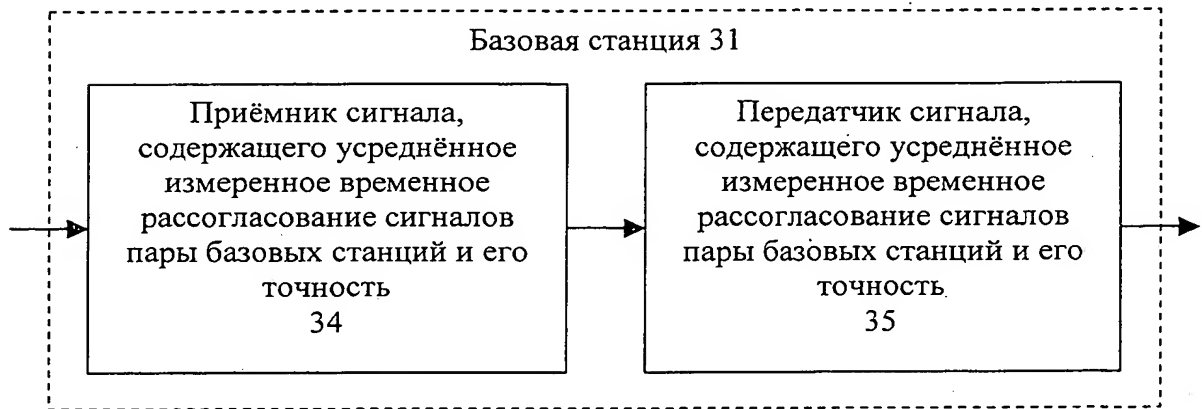 Базовая станция 31
Приёмник сигнала,
содержащего усреднённое
измеренное временное
рассогласование сигналов
пары базовых станций и его
точность
34
Передатчик сигнала,
содержащего усреднённое
измеренное временное
рассогласование сигналов
пары базовых станций и его
точность
35